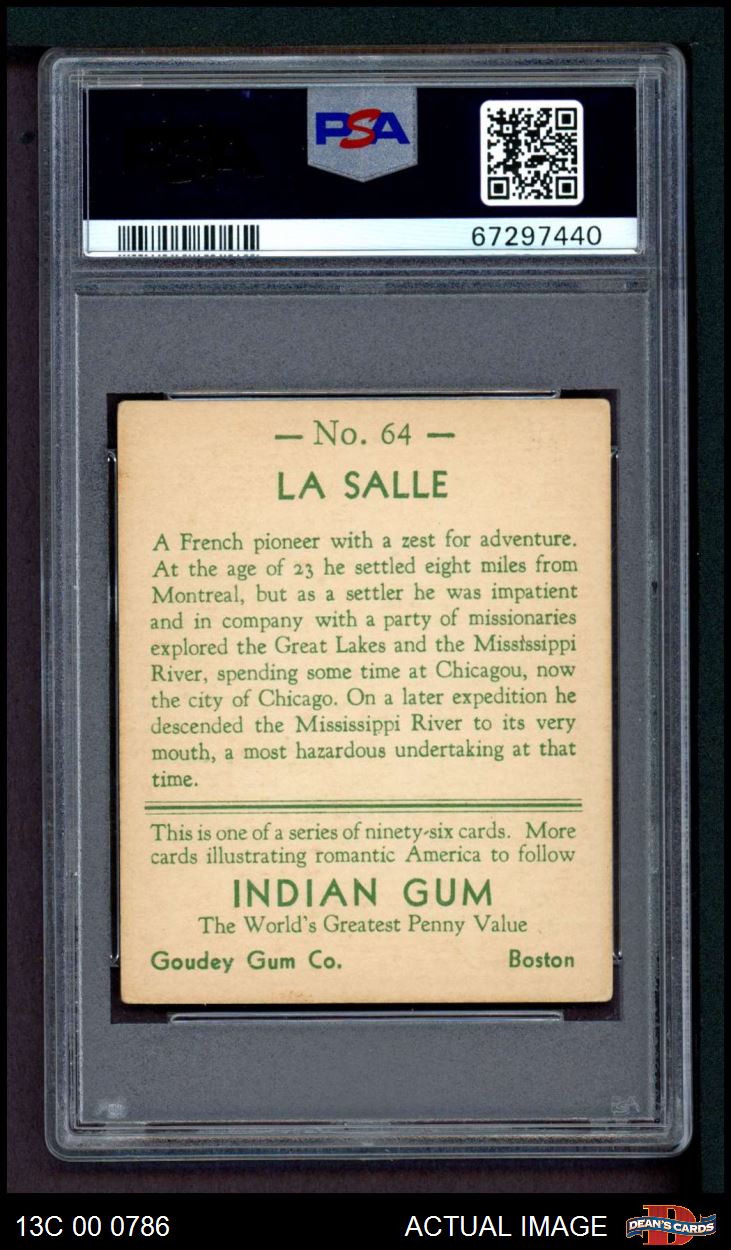 PSA
67297440
— No. 64 —
LA SALLE
A French pioneer with a zest for adventure.
At the age of 23 he settled eight miles from
Montreal, but as a settler he was impatient
and in company with a party of missionaries
explored the Great Lakes and the Mississippi
River, spending some time at Chicagou, now
the city of Chicago. On a later expedition he
descended the Mississippi River to its very
mouth, a most hazardous undertaking at that
time.
This is one of a series of ninety-six cards. More
cards illustrating romantic America to follow
INDIAN GUM
The World's Greatest Penny Value
Goudey Gum Co. Boston
13C 00 0786 ACTUAL IMAGE D DEAN'S CARDS